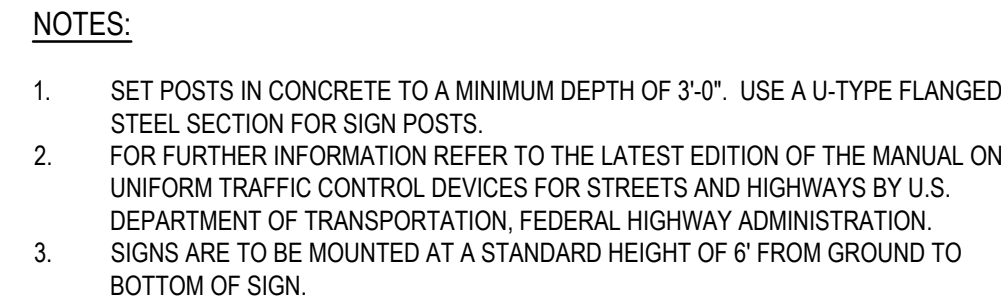 NOTES:
1. SET POSTS IN CONCRETE TO A MINIMUM DEPTH OF 3'-0". USE A U-TYPE FLANGED
STEEL SECTION FOR SIGN POSTS.
2. FOR FURTHER INFORMATION REFER TO THE LATEST EDITION OF THE MANUAL ON
UNIFORM TRAFFIC CONTROL DEVICES FOR STREETS AND HIGHWAYS BY U.S.
DEPARTMENT OF TRANSPORTATION, FEDERAL HIGHWAY ADMINISTRATION.
3. SIGNS ARE TO BE MOUNTED AT A STANDARD HEIGHT OF 6' FROM GROUND TO
BOTTOM OF SIGN.